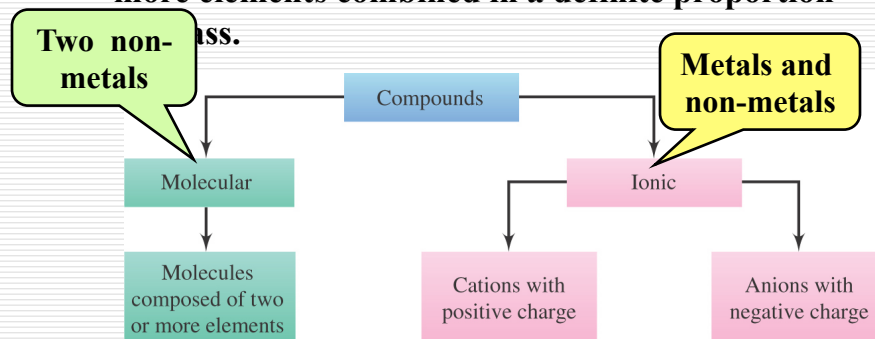 more elements combined in a definite proportion
ass.
Two non-
metals
Metals and
non-metals
Compounds
Molecular
Ionic
Molecules
composed of two
or more elements
Cations with
positive charge
Anions with
negative charge